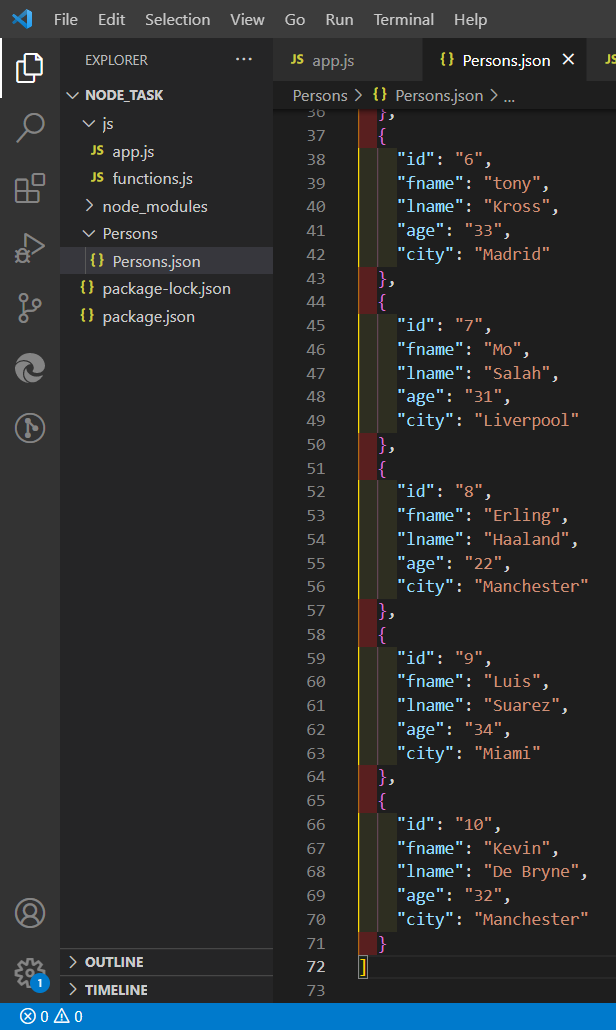 File Edit Selection View Go Run Terminal Help
EXPLORER ···
JS app.js {} Persons.json × JS
NODE_TASK
Persons > {} Persons.json > ...
js
JS app.js
JS functions.js
node_modules
Persons
{} Persons.json
{} package-lock.json
{} package.json
36 },
37 {
38 "id": "6",
39 "fname": "tony",
40 "lname": "Kross",
41 "age": "33",
42 "city": "Madrid"
43 },
44 {
45 "id": "7",
46 "fname": "Mo",
47 "lname": "Salah",
48 "age": "31",
49 "city": "Liverpool"
50 },
51 {
52 "id": "8",
53 "fname": "Erling",
54 "lname": "Haaland",
55 "age": "22",
56 "city": "Manchester"
57 },
58 {
59 "id": "9",
60 "fname": "Luis",
61 "lname": "Suarez",
62 "age": "34",
63 "city": "Miami"
64 },
65 {
66 "id": "10",
67 "fname": "Kevin",
68 "lname": "De Bryne",
69 "age": "32",
70 "city": "Manchester"
71 }
72 ]
73
OUTLINE
TIMELINE
1
0 0